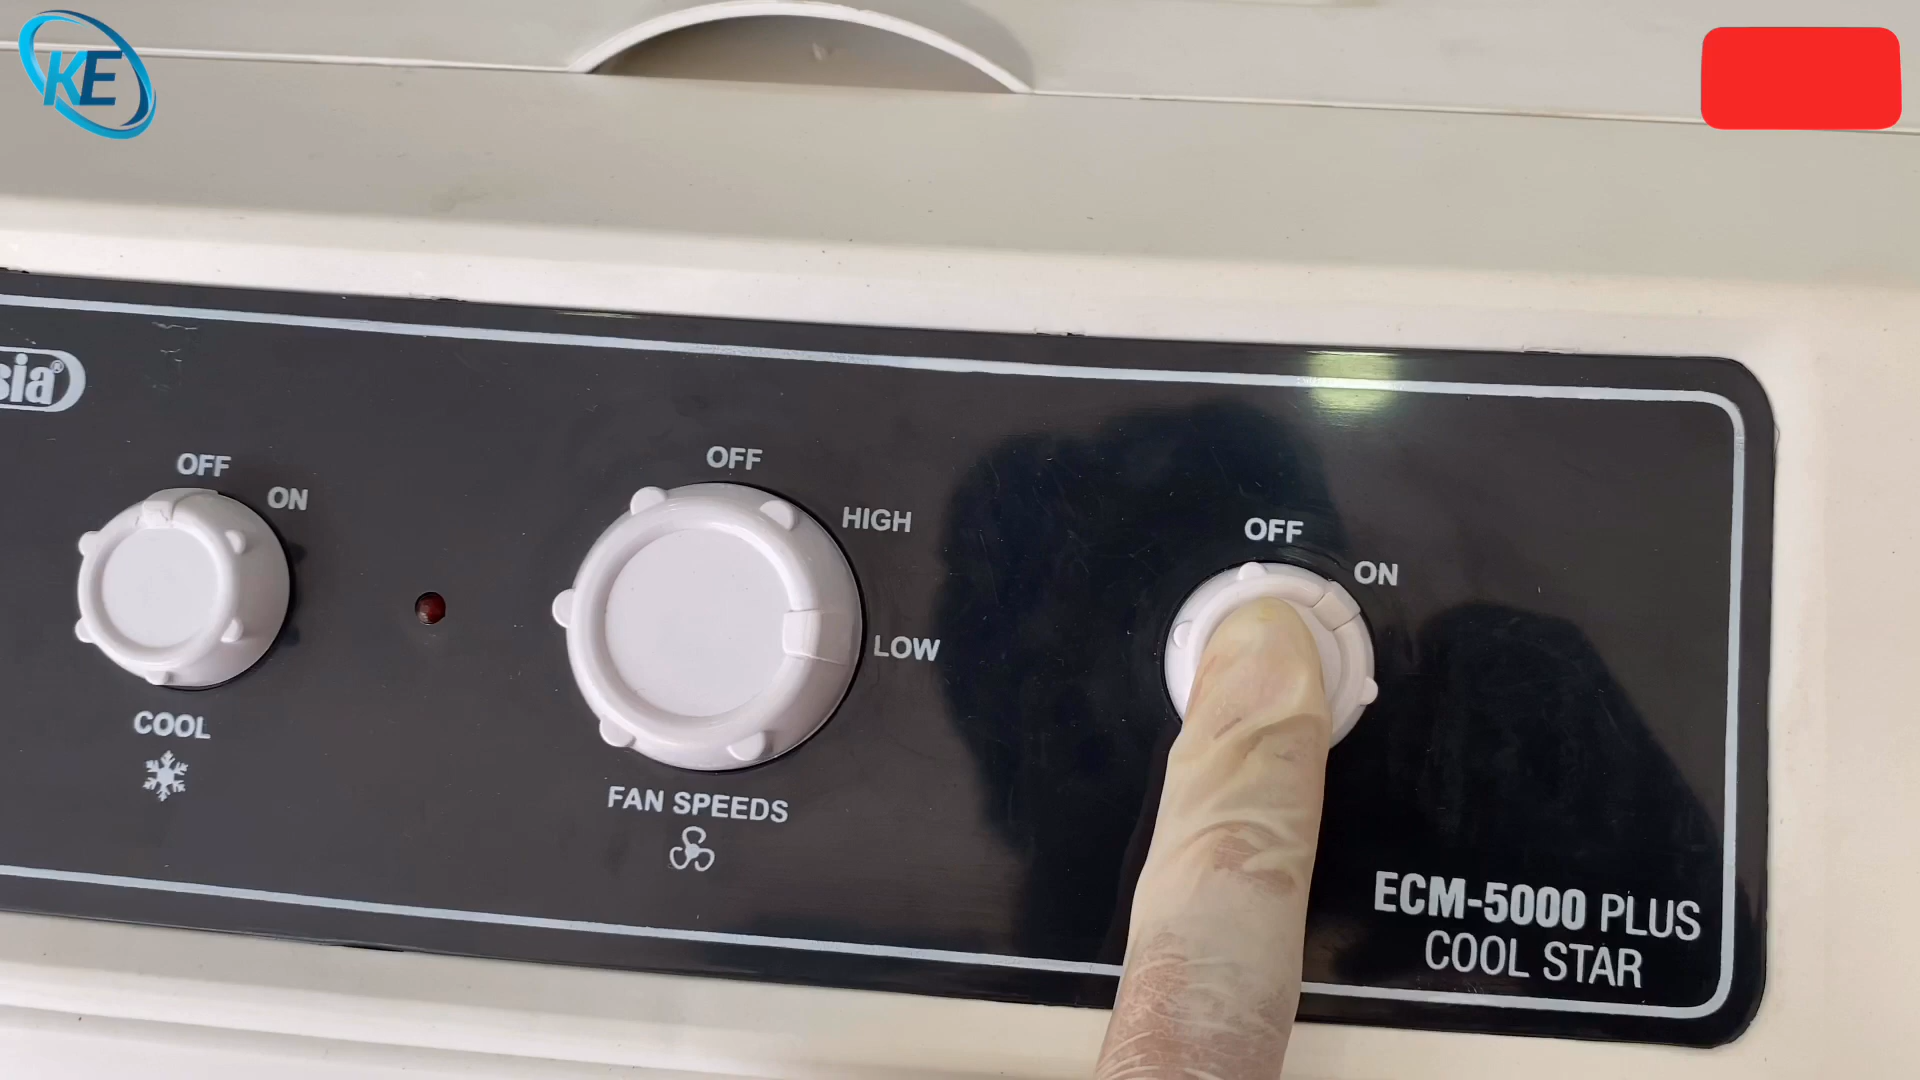 KE
sia®
OFF
ON
COOL
OFF
HIGH
LOW
FAN SPEEDS
OFF
ON
ECM-5000 PLUS
COOL STAR